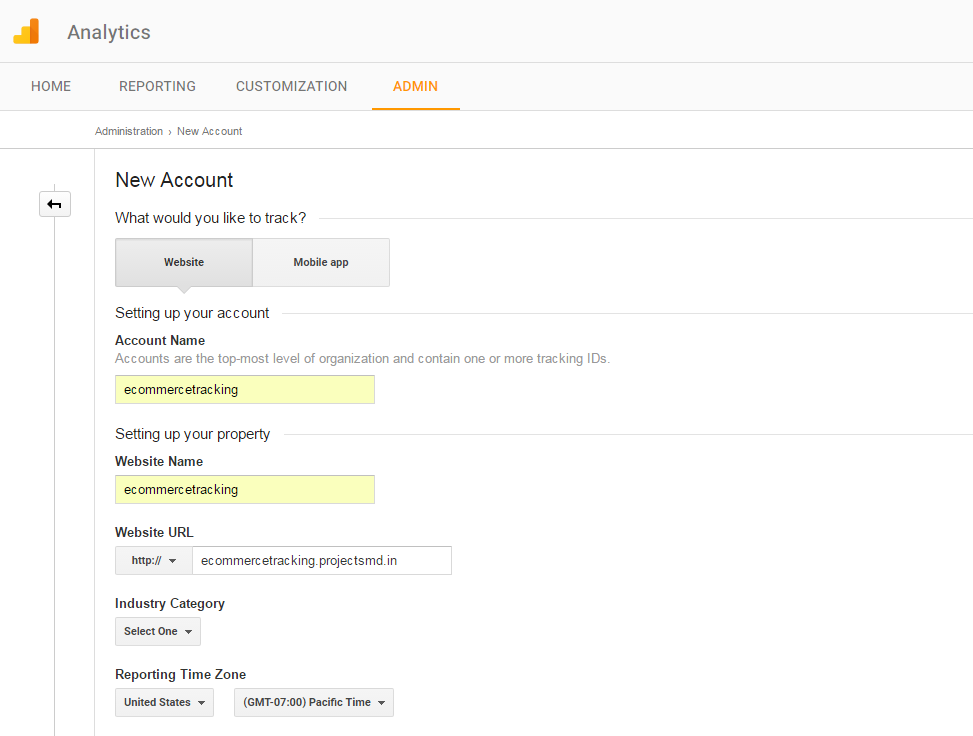 Analytics
HOME REPORTING CUSTOMIZATION ADMIN
Administration › New Account
New Account
What would you like to track?
Website Mobile app
Setting up your account
Account Name
Accounts are the top-most level of organization and contain one or more tracking IDs.
ecommercetracking
Setting up your property
Website Name
ecommercetracking
Website URL
http:// ecommercetracking.projectsmd.in
Industry Category
Select One
Reporting Time Zone
United States (GMT-07:00) Pacific Time